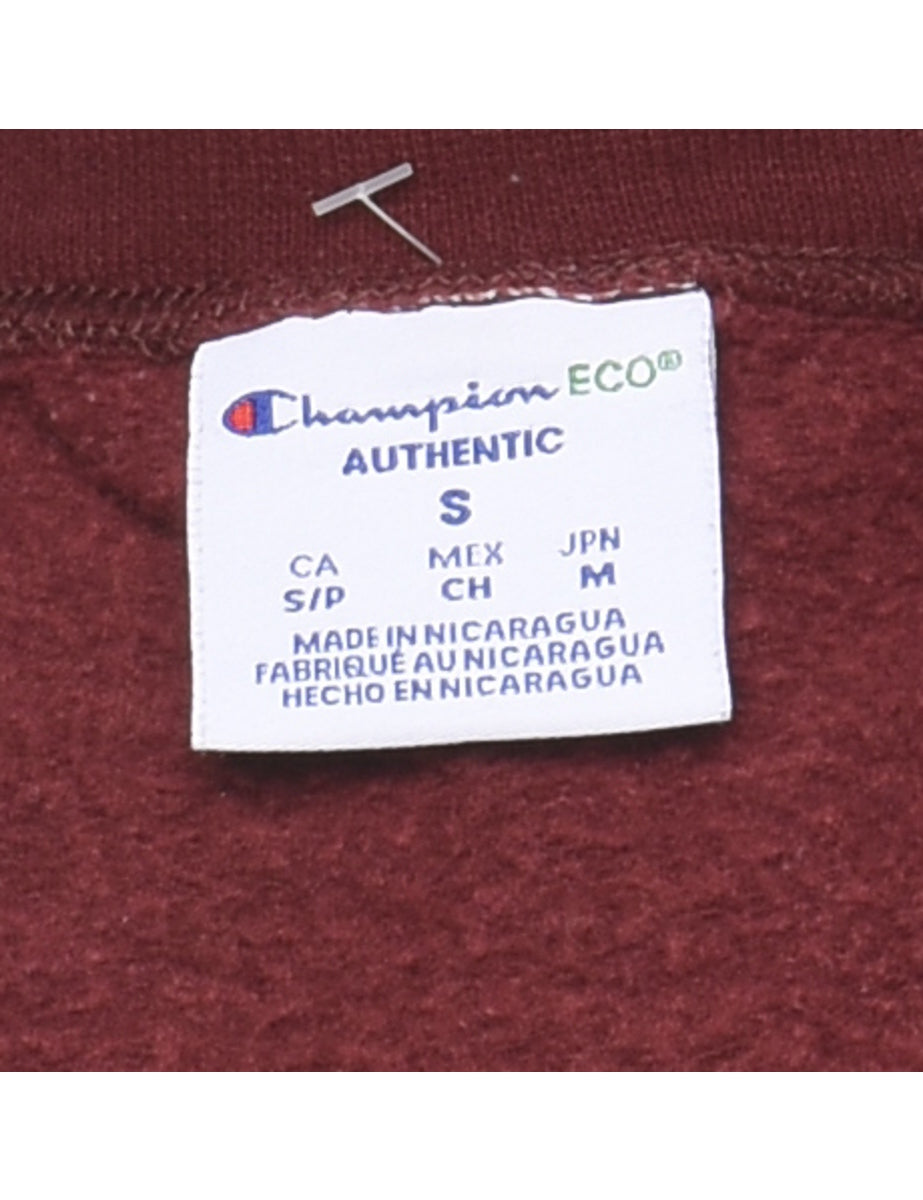 Champion ECO®
AUTHENTIC
S
CA MEX JPN
S/P CH M
MADE IN NICARAGUA
FABRIQUÉ AU NICARAGUA
HECHO EN NICARAGUA